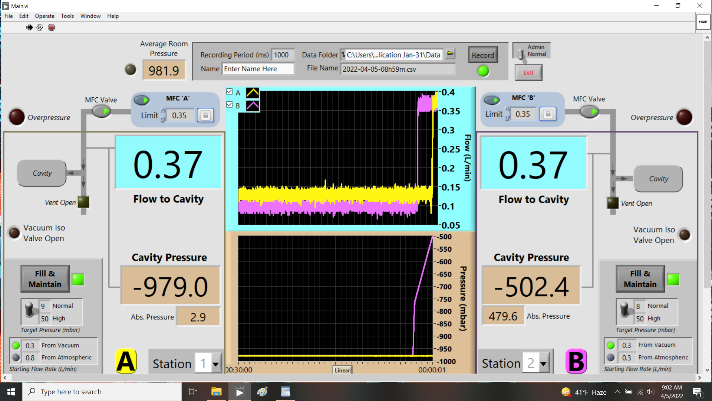 Main.vi
File Edit Operate Tools Window Help
Average Room
Pressure
981.9
Recording Period (ms) 1000
Data Folder C:\Users\...lication Jan-31\Data
Record
Admin
Normal
Name Enter Name Here
File Name 2022-04-05-08h59m.csv
EXIT
MFC Valve
MFC 'A'
Limit 0.35
Overpressure
A
B
0.4
0.35
0.3
0.25
0.2
0.15
0.1
0.05
Flow (L/min)
MFC 'B'
Limit 0.35
MFC Valve
Overpressure
0.37
Flow to Cavity
Cavity
Vent Open
Vacuum Iso
Valve Open
0.37
Flow to Cavity
Cavity
Vent Open
Vacuum Iso
Valve Open
Cavity Pressure
-979.0
Abs. Pressure 2.9
-500
-550
-600
-650
-700
-750
-800
-850
-900
-950
-1000
Pressure (mbar)
Cavity Pressure
-502.4
479.6 Abs. Pressure
Fill &
Maintain
9 Normal
50 High
Target Pressure (mbar)
0.3 From Vacuum
0.8 From Atmospheric
Starting Flow Rate (L/min)
A
Station 1
00:30:00
Linear
00:00:01
Station 2
B
Fill &
Maintain
8 Normal
50 High
Target Pressure (mbar)
0.3 From Vacuum
0.3 From Atmospheric
Starting Flow Rate (L/min)
Type here to search
41°F Haze
9:02 AM
4/5/2022